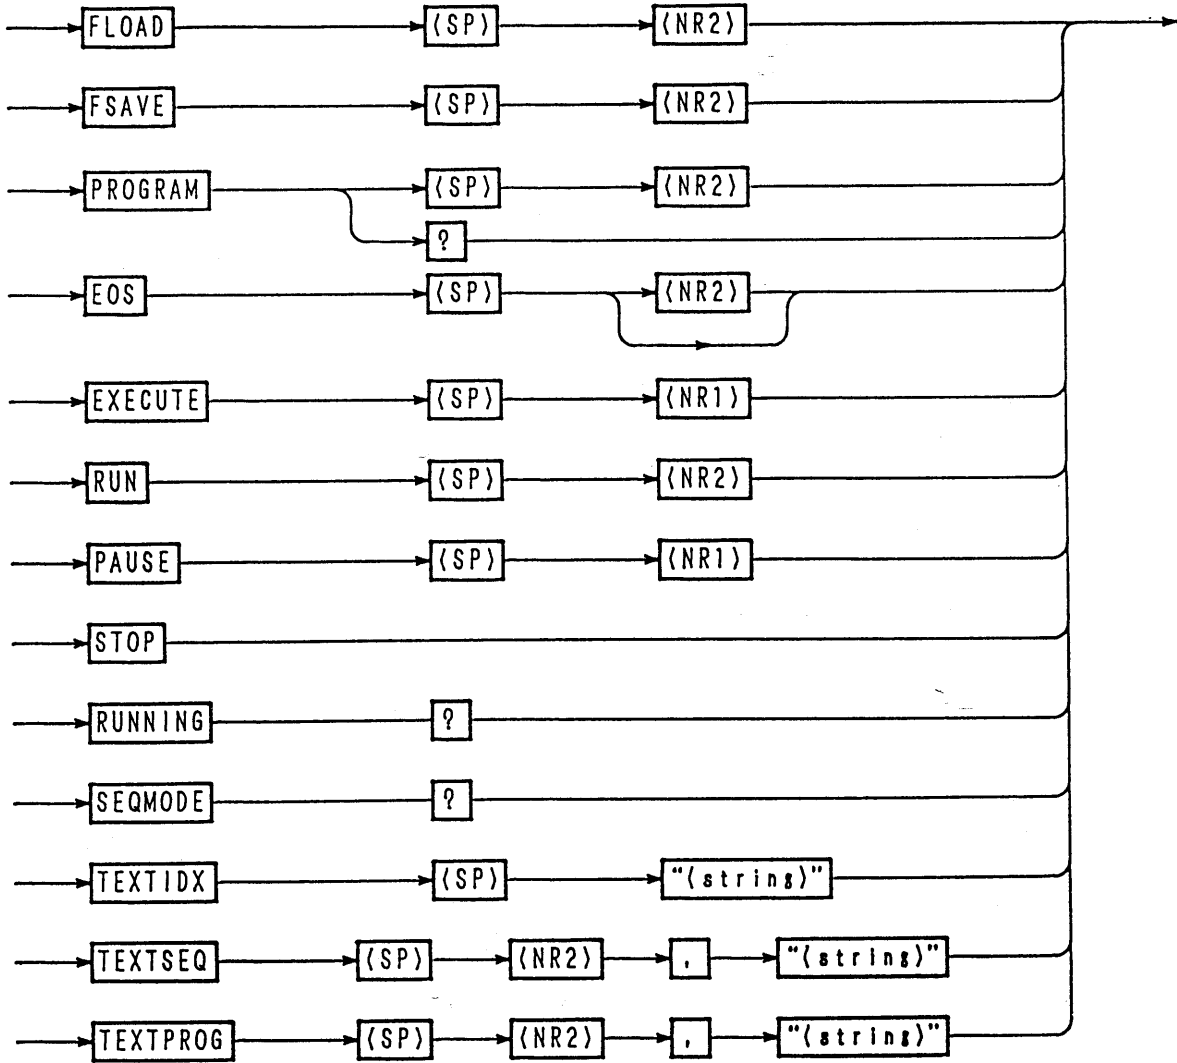 FLOAD ⟨SP⟩ ⟨NR2⟩
FSAVE ⟨SP⟩ ⟨NR2⟩
PROGRAM ⟨SP⟩ ⟨NR2⟩
?
EOS ⟨SP⟩ ⟨NR2⟩
EXECUTE ⟨SP⟩ ⟨NR1⟩
RUN ⟨SP⟩ ⟨NR2⟩
PAUSE ⟨SP⟩ ⟨NR1⟩
STOP
RUNNING ?
SEQMODE ?
TEXTIDX ⟨SP⟩ "⟨string⟩"
TEXTSEQ ⟨SP⟩ ⟨NR2⟩ , "⟨string⟩"
TEXTPROG ⟨SP⟩ ⟨NR2⟩ , "⟨string⟩"